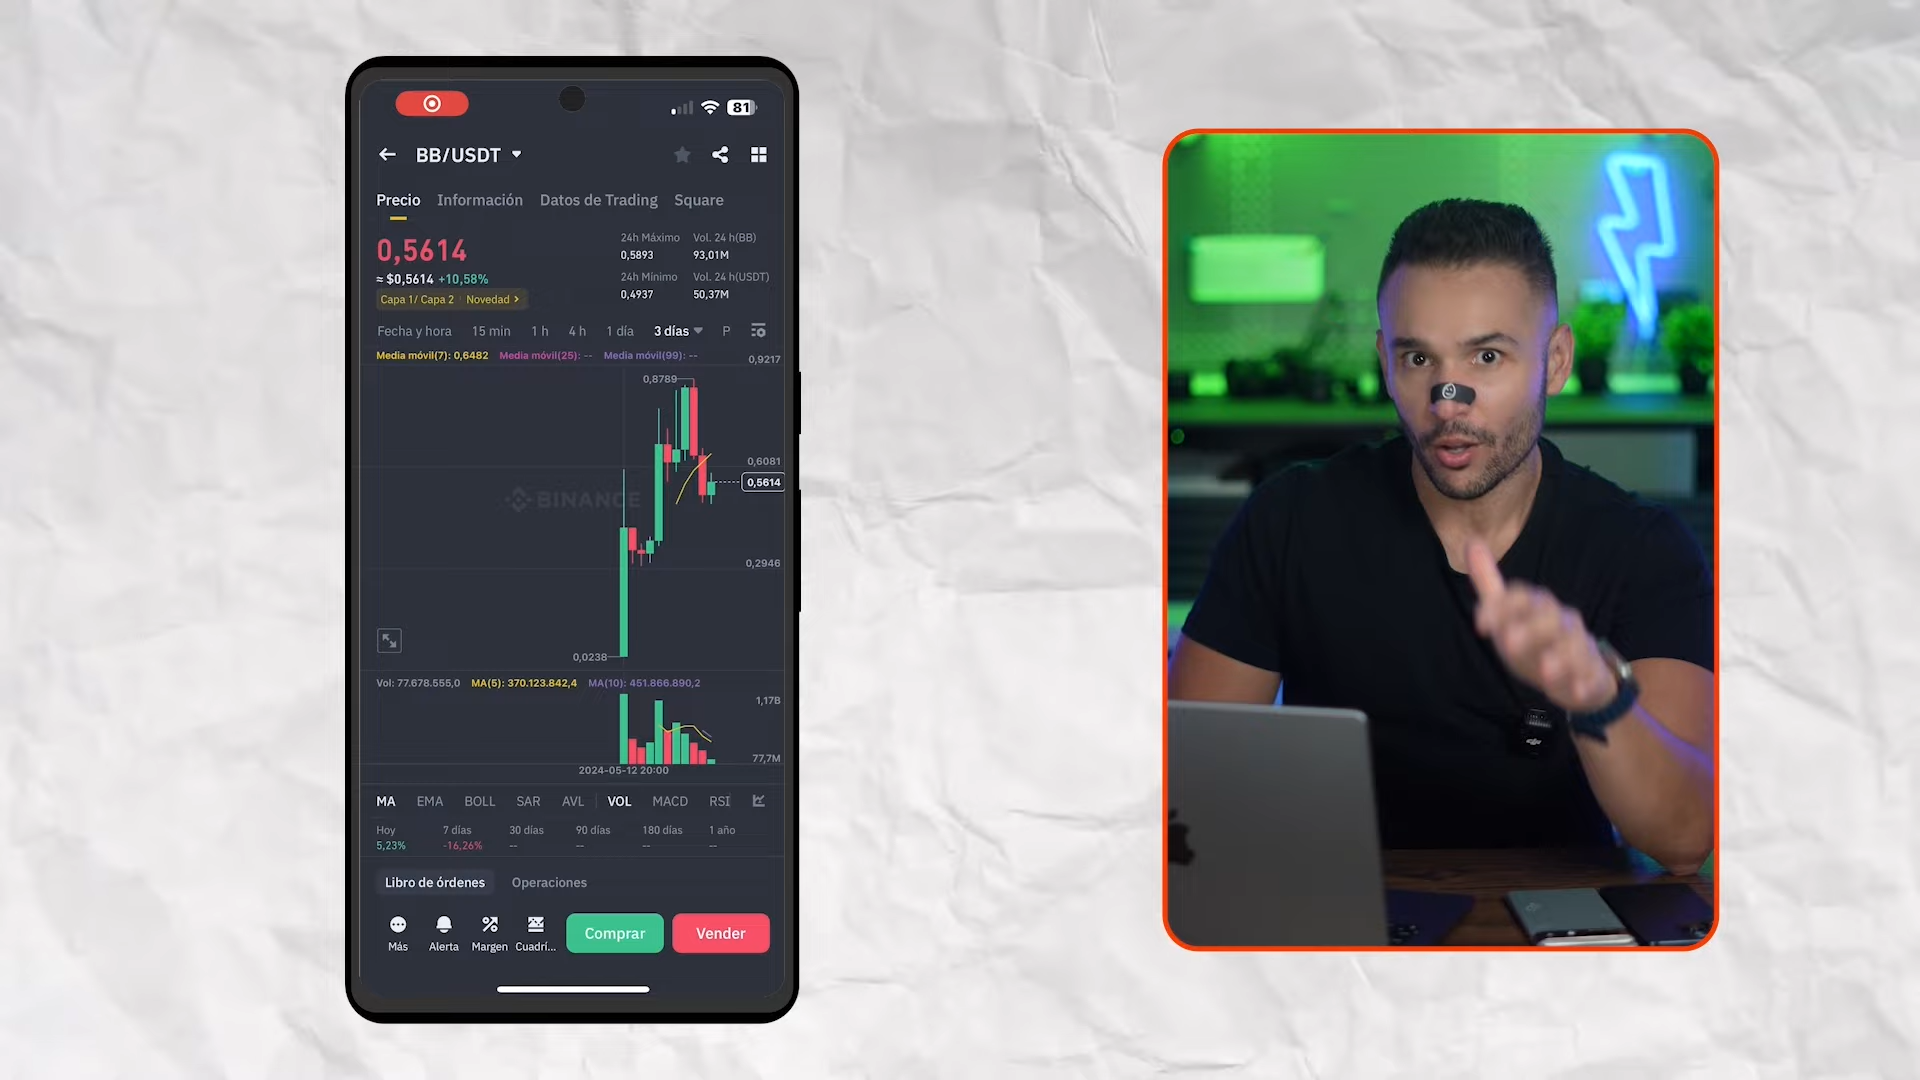 81
BB/USDT
Precio Información Datos de Trading Square
0,5614
≈ $0,5614 +10,58%
Capa 1/ Capa 2 Novedad
24h Máximo Vol. 24 h(BB)
0,5893 93,01M
24h Mínimo Vol. 24 h(USDT)
0,4937 50,37M
Fecha y hora 15 min 1 h 4 h 1 día 3 días P
Media móvil(7): 0,6482 Media móvil(25): -- Media móvil(99): --
0,9217
0,8789
0,6081
0,5614
BINANCE
0,2946
0,0238
Vol: 77.678.555,0 MA(5): 370.123.842,4 MA(10): 451.866.890,2
1,17B
77,7M
2024-05-12 20:00
MA EMA BOLL SAR AVL VOL MACD RSI
Hoy 7 días 30 días 90 días 180 días 1 año
5,23% -16,26% -- -- -- --
Libro de órdenes Operaciones
Más Alerta Margen Cuadrí...
Comprar Vender